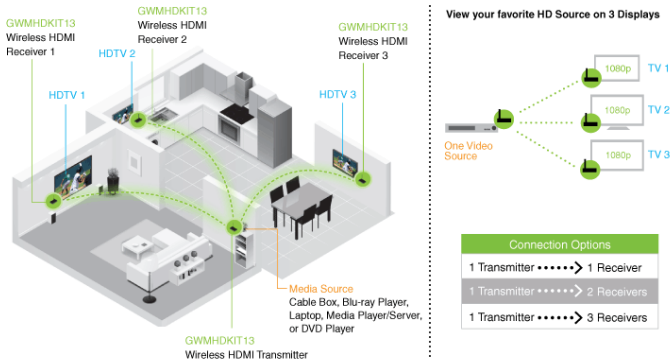 GWMHDKIT13
Wireless HDMI
Receiver 1
HDTV 1
HDTV 2
GWMHDKIT13
Wireless HDMI
Receiver 2
HDTV 3
GWMHDKIT13
Wireless HDMI
Receiver 3
Media Source
Cable Box, Blu-ray Player,
Laptop, Media Player/Server,
or DVD Player
GWMHDKIT13
Wireless HDMI Transmitter
View your favorite HD Source on 3 Displays
One Video
Source
1080p TV 1
1080p TV 2
1080p TV 3
Connection Options
1 Transmitter 1 Receiver
1 Transmitter 2 Receivers
1 Transmitter 3 Receivers